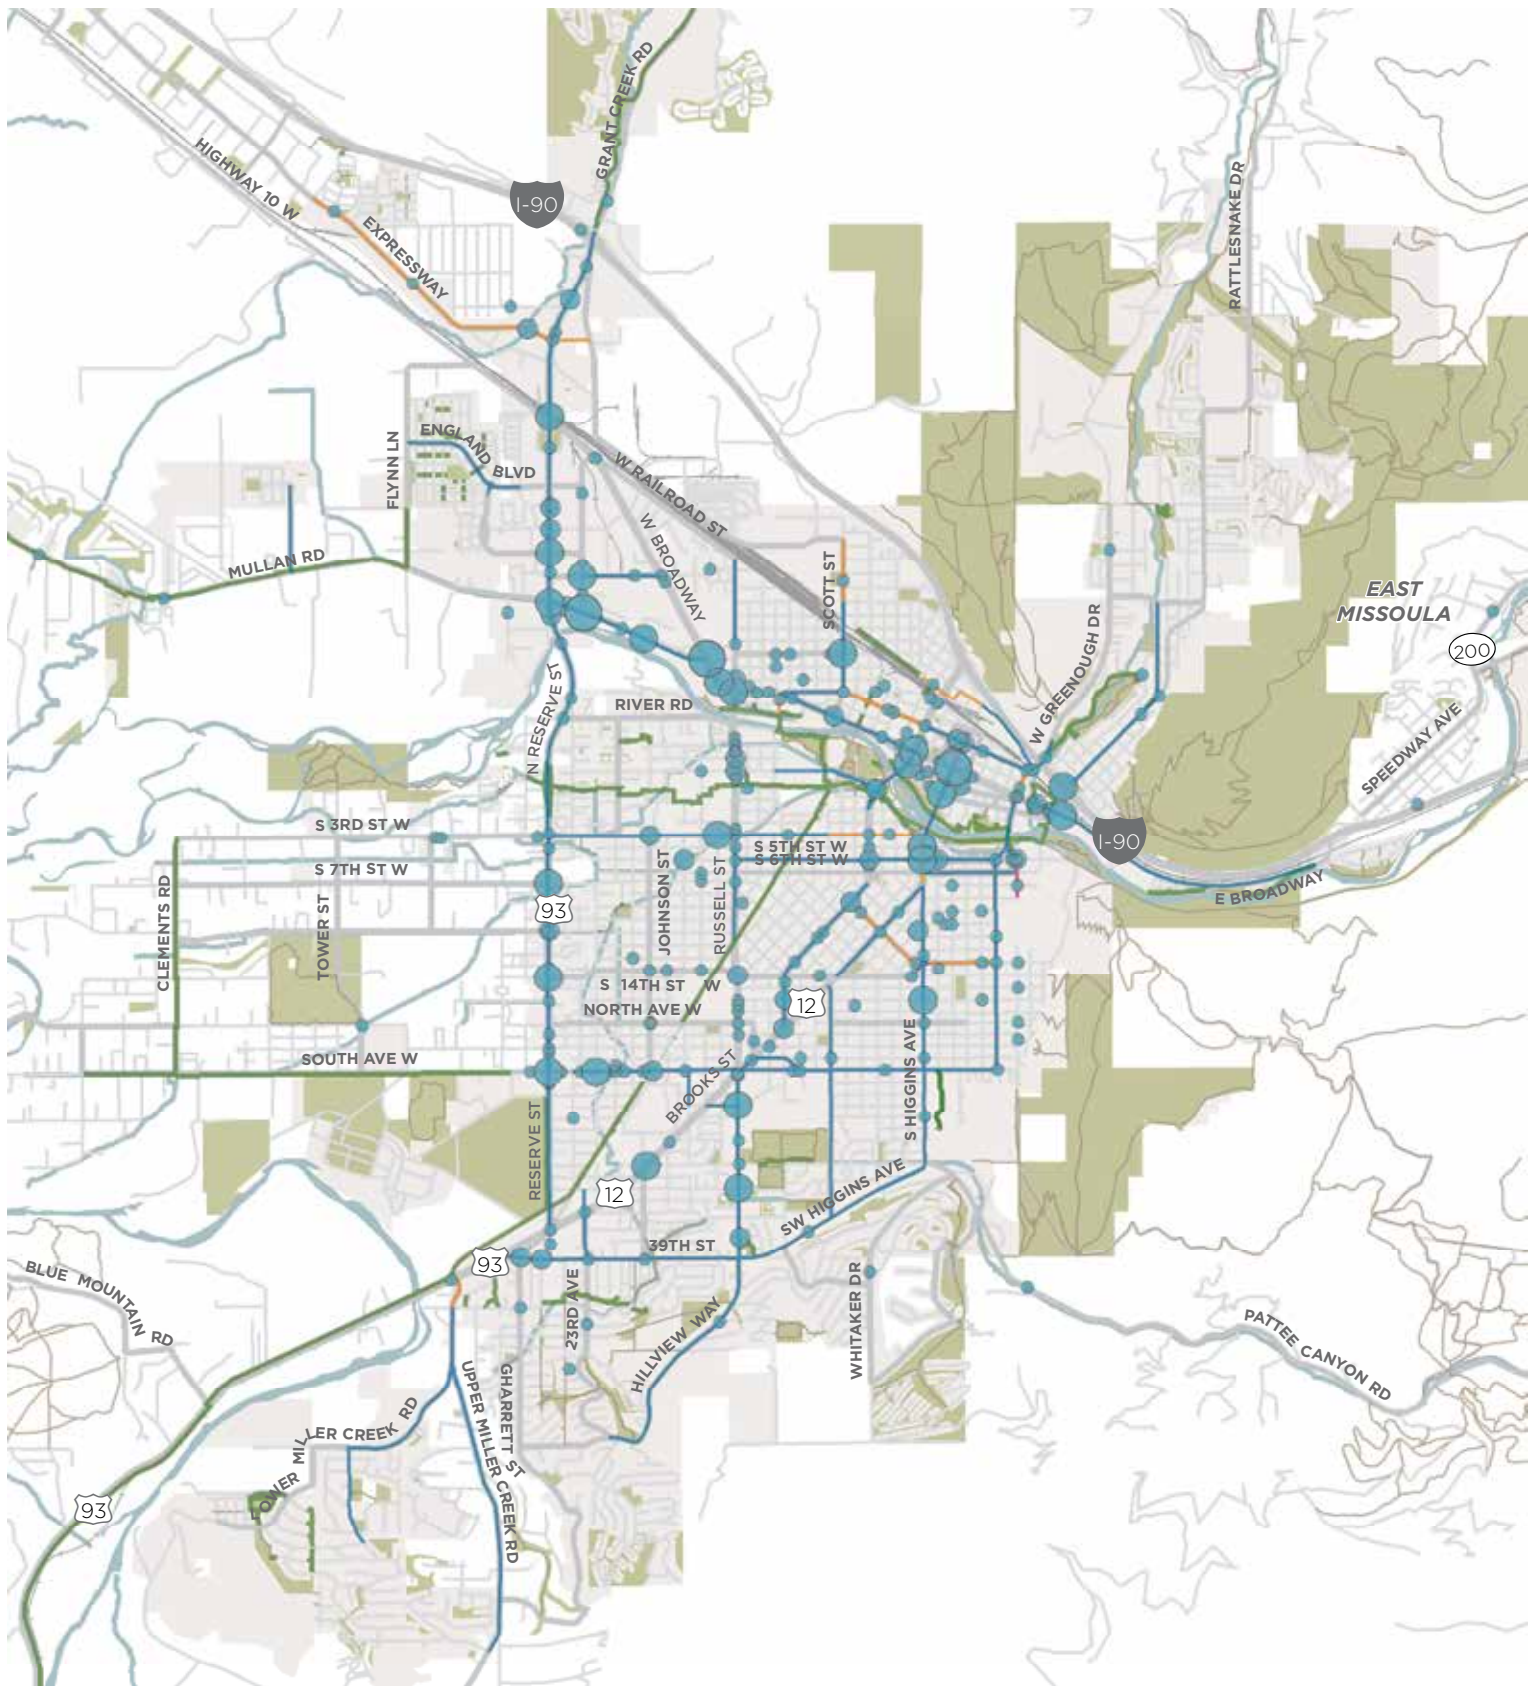 GRANT CREEK RD
HIGHWAY 10 W
I-90
EXPRESSWAY
RATTLESNAKE DR
FLYNN LN
ENGLAND
BLVD
W RAILROAD ST
W BROADWAY
MULLAN RD
SCOTT ST
EAST
MISSOULA
200
W GREENOUGH DR
N RESERVE ST
RIVER RD
SPEEDWAY AVE
S 3RD ST W
S 5TH ST W
S 6TH ST W
I-90
S 7TH ST W
E BROADWAY
CLEMENTS RD
TOWER ST
93
JOHNSON ST
RUSSELL ST
S 14TH ST W
12
NORTH AVE W
SOUTH AVE W
BROOKS ST
S HIGGINS AVE
RESERVE ST
12
SW HIGGINS AVE
39TH ST
93
BLUE MOUNTAIN RD
23RD AVE
WHITAKER DR
HILLVIEW WAY
PATTEE CANYON RD
GHARRETT ST
UPPER MILLER CREEK RD
LOWER MILLER CREEK RD
93